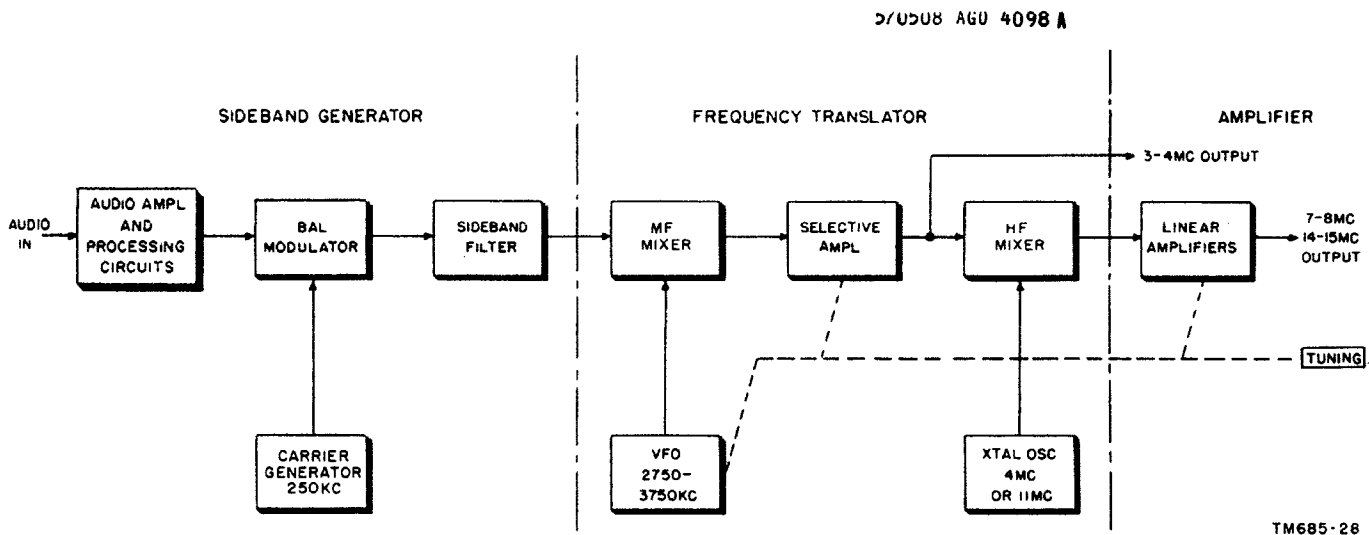 AGO 4098 A
SIDEBAND GENERATOR
FREQUENCY TRANSLATOR
AMPLIFIER
3-4MC OUTPUT
AUDIO
IN
AUDIO AMPL
AND
PROCESSING
CIRCUITS
BAL
MODULATOR
SIDEBAND
FILTER
MF
MIXER
SELECTIVE
AMPL
HF
MIXER
LINEAR
AMPLIFIERS
7-8MC
14-15MC
OUTPUT
TUNING
CARRIER
GENERATOR
250KC
VFO
2750-
3750KC
XTAL OSC
4MC
OR 11MC
TM685-28